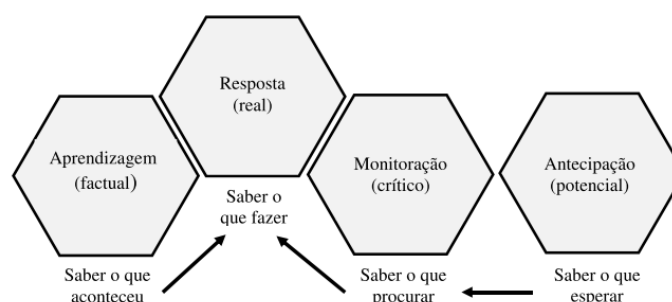 Resposta
(real)
Aprendizagem
(factual)
Monitoração
(crítico)
Antecipação
(potencial)
Saber o
que fazer
Saber o que
aconteceu
Saber o que
procurar
Saber o que
esperar